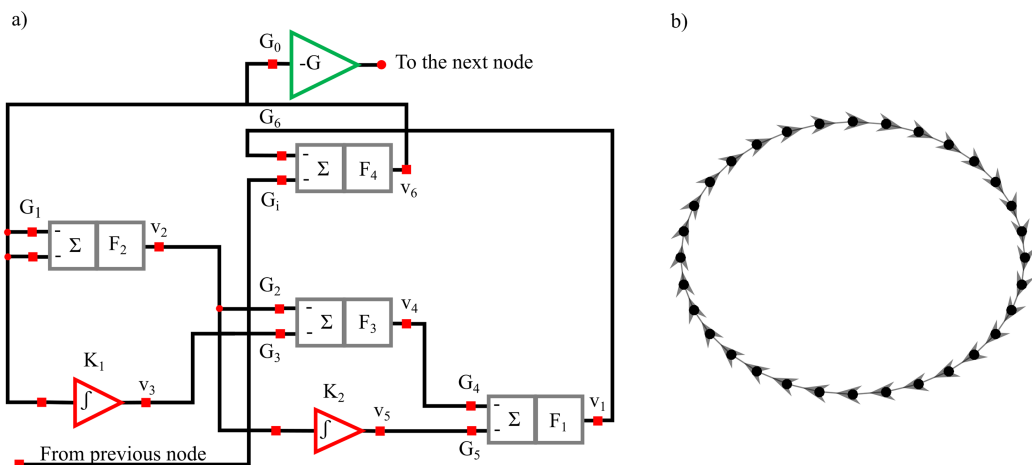 a)
b)
G0
-G
To the next node
G6
-
Σ
F4
-
v6
Gi
G1
-
Σ
F2
-
v2
G2
v4
-
Σ
F3
-
G3
K1
∫
v3
K2
∫
v5
G4
v1
-
Σ
F1
-
G5
From previous node